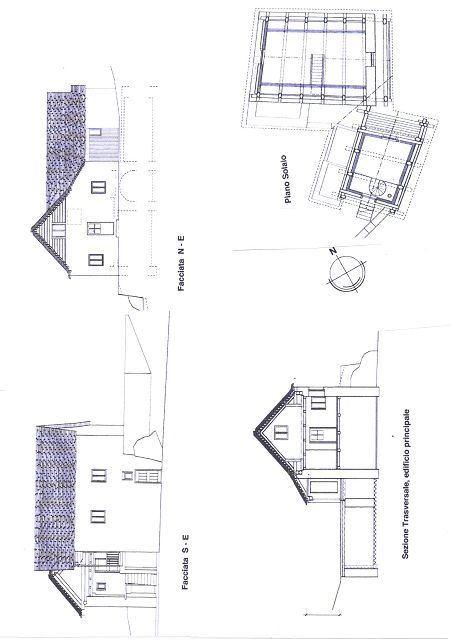 Piano Solaio
Facciata N - E
N
Facciata S - E
Sezione Trasversale, edificio principale